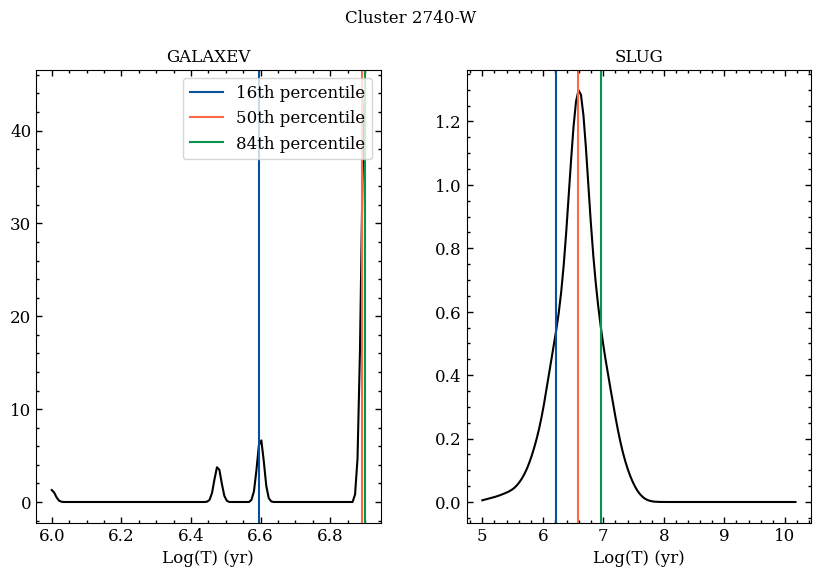 Cluster 2740-W
GALAXEV
16th percentile
50th percentile
84th percentile
40
30
20
10
0
6.0 6.2 6.4 6.6 6.8
Log(T) (yr)
SLUG
1.2
1.0
0.8
0.6
0.4
0.2
0.0
5 6 7 8 9 10
Log(T) (yr)